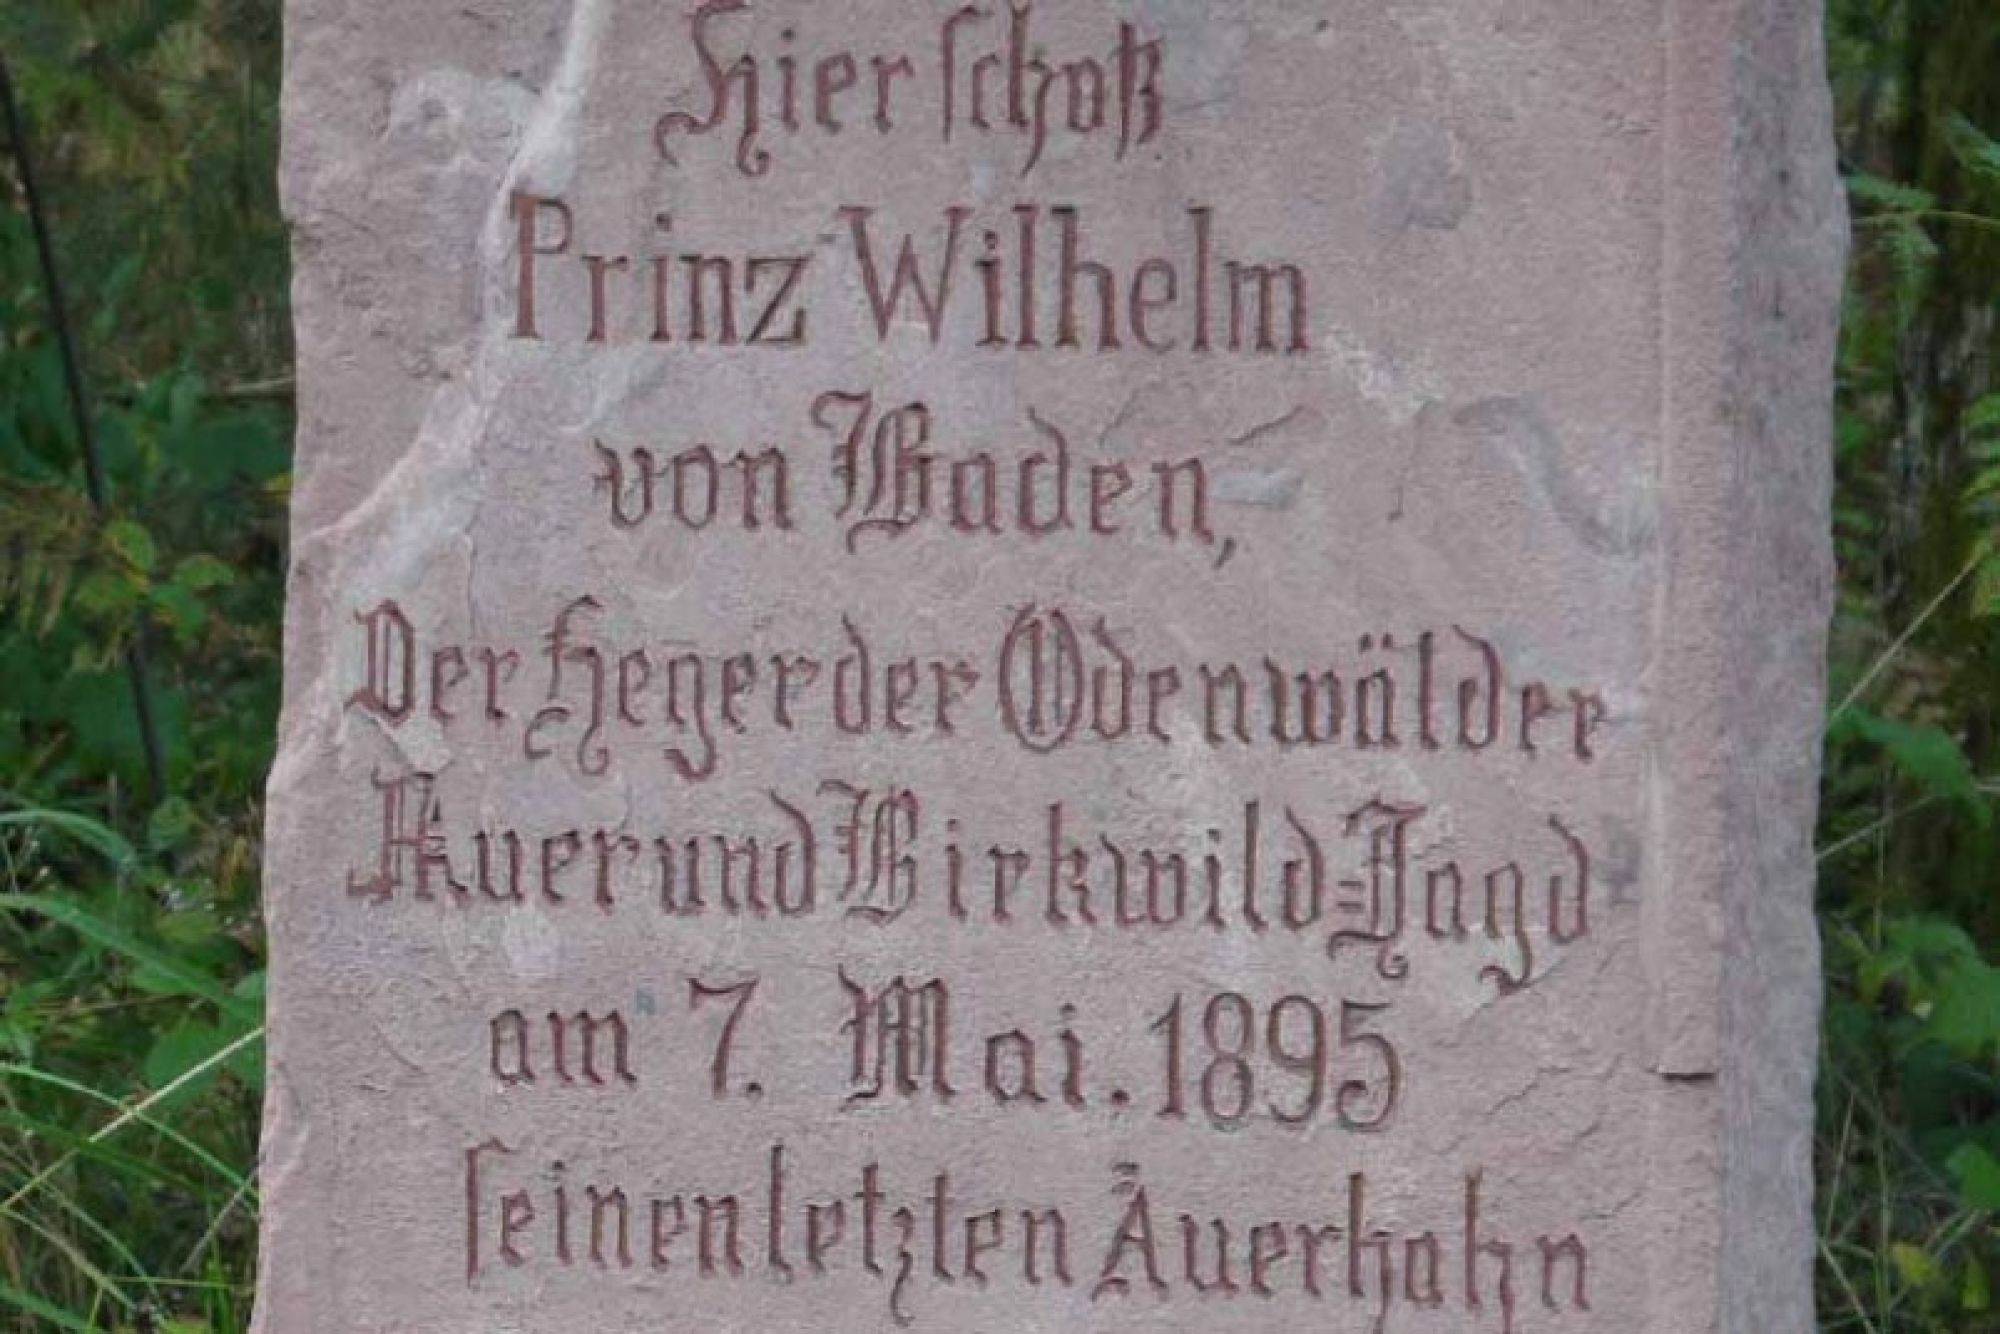 Hier schoß
Prinz Wilhelm
von Baden,
Der Heger der Odenwälder
Auer und Birkwild=Jagd
am 7. Mai. 1895
seinen letzten Auerhahn